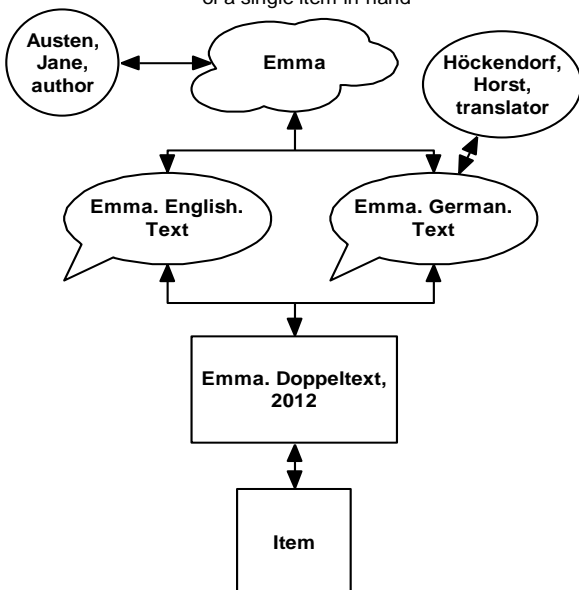 of a single item in hand
Austen,
Jane,
author
Emma
Höckendorf,
Horst,
translator
Emma. English.
Text
Emma. German.
Text
Emma. Doppeltext,
2012
Item